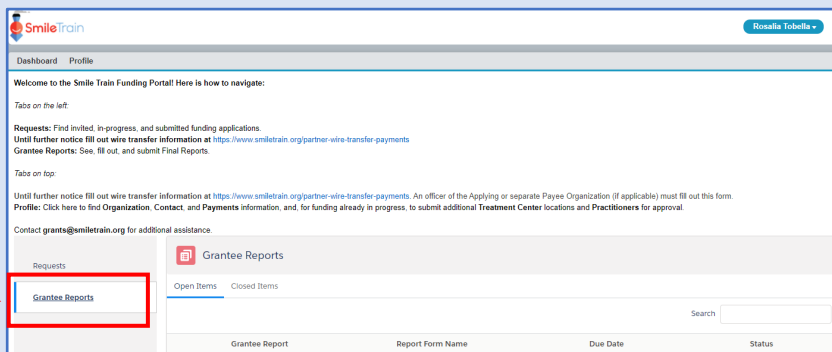 SmileTrain
Rosalia Tobella
Dashboard Profile
Welcome to the Smile Train Funding Portal! Here is how to navigate:
Tabs on the left:
Requests: Find invited, in-progress, and submitted funding applications.
Until further notice fill out wire transfer information at https://www.smiletrain.org/partner-wire-transfer-payments
Grantee Reports: See, fill out, and submit Final Reports.
Tabs on top:
Until further notice fill out wire transfer information at https://www.smiletrain.org/partner-wire-transfer-payments. An officer of the Applying or separate Payee Organization (if applicable) must fill out this form.
Profile: Click here to find Organization, Contact, and Payments information, and, for funding already in progress, to submit additional Treatment Center locations and Practitioners for approval.
Contact grants@smiletrain.org for additional assistance.
Requests
Grantee Reports
Grantee Reports
Open Items Closed Items
Search
Grantee Report Report Form Name Due Date Status